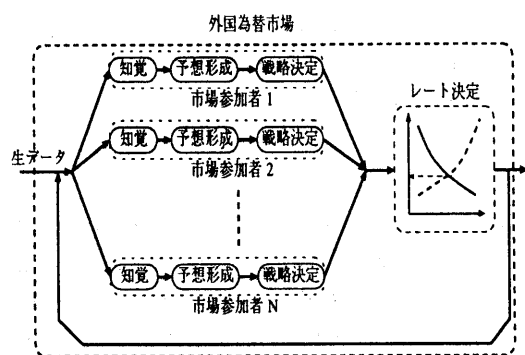 外国為替市場
知覚 予想形成 戦略決定
市場参加者 1
レート決定
生データ
知覚 予想形成 戦略決定
市場参加者 2
知覚 予想形成 戦略決定
市場参加者 N